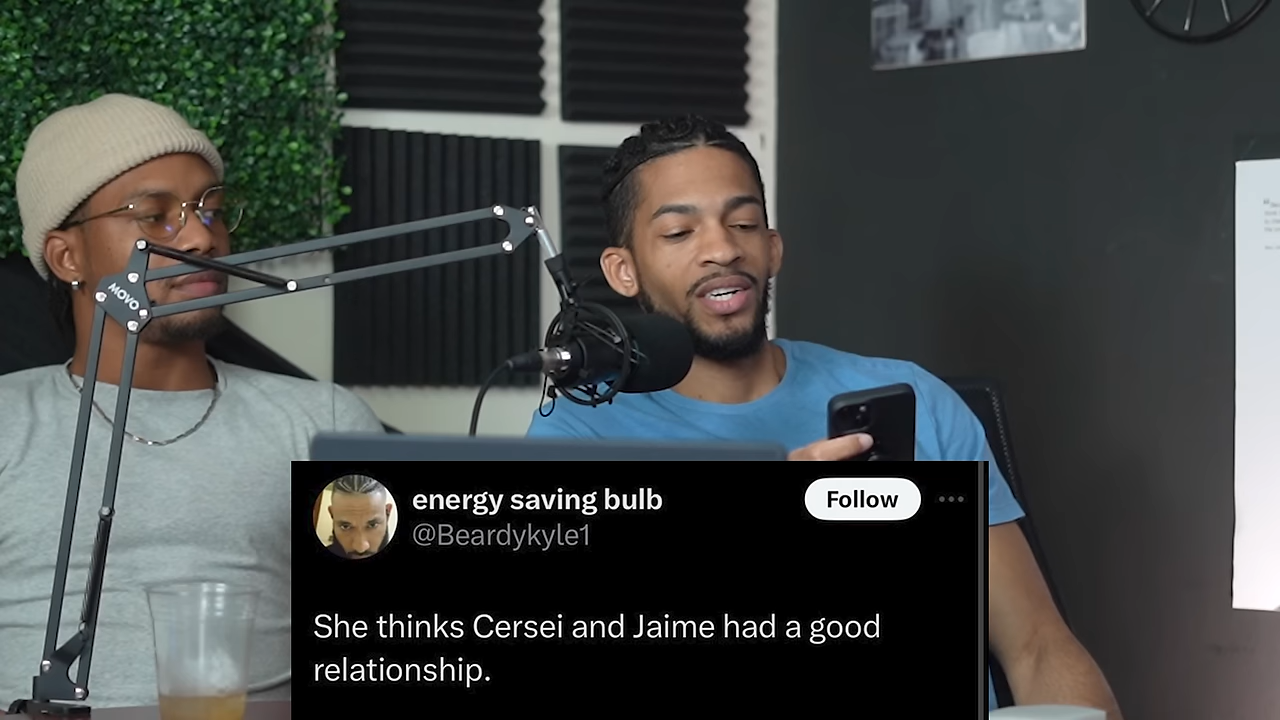 MOVO
energy saving bulb
Follow
@Beardykyle1
She thinks Cersei and Jaime had a good
relationship.